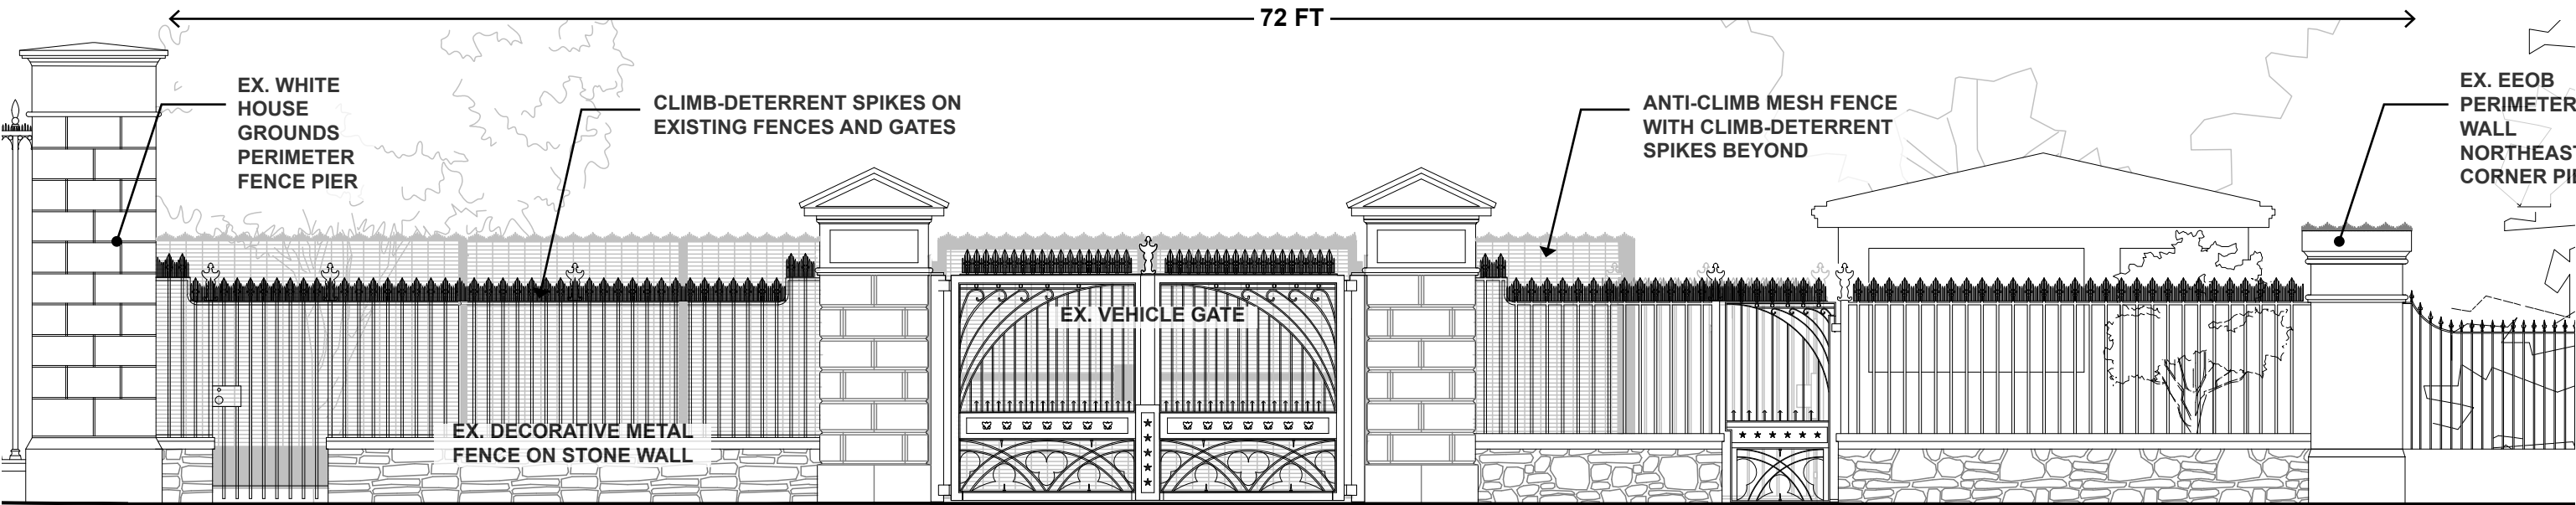 72 FT
EX. WHITE
HOUSE
GROUNDS
PERIMETER
FENCE PIER
CLIMB-DETERRENT SPIKES ON
EXISTING FENCES AND GATES
ANTI-CLIMB MESH FENCE
WITH CLIMB-DETERRENT
SPIKES BEYOND
EX. EEOB
PERIMETER
WALL
NORTHEAST
CORNER
EX. VEHICLE GATE
EX. DECORATIVE METAL
FENCE ON STONE WALL